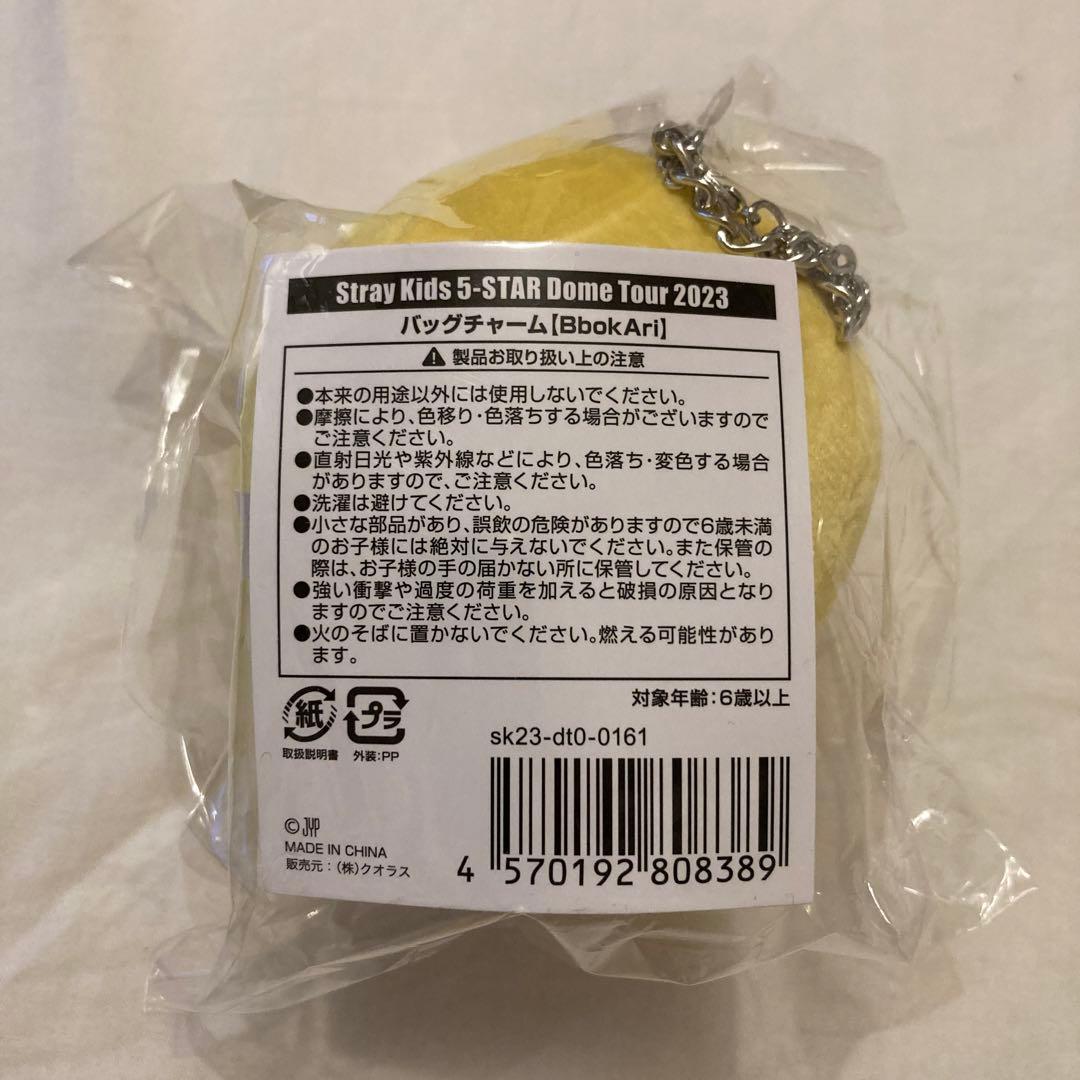 Stray Kids 5-STAR Dome Tour 2023
バッグチャーム【BbokAri】
製品お取り扱い上の注意
●本来の用途以外には使用しないでください。
●摩擦により、色移り・色落ちする場合がございますので
ご注意ください。
●直射日光や紫外線などにより、色落ち・変色する場合
がありますので、ご注意ください。
●洗濯は避けてください。
●小さな部品があり、誤飲の危険がありますので6歳未満
のお子様には絶対に与えないでください。また保管の
際は、お子様の手の届かない所に保管してください。
●強い衝撃や過度の荷重を加えると破損の原因となり
ますのでご注意ください。
●火のそばに置かないでください。燃える可能性があり
ます。
対象年齢：6歳以上
紙
プラ
取扱説明書
外装：PP
sk23-dt0-0161
© JYP
MADE IN CHINA
販売元：（株）クオラス
4 570192 808389